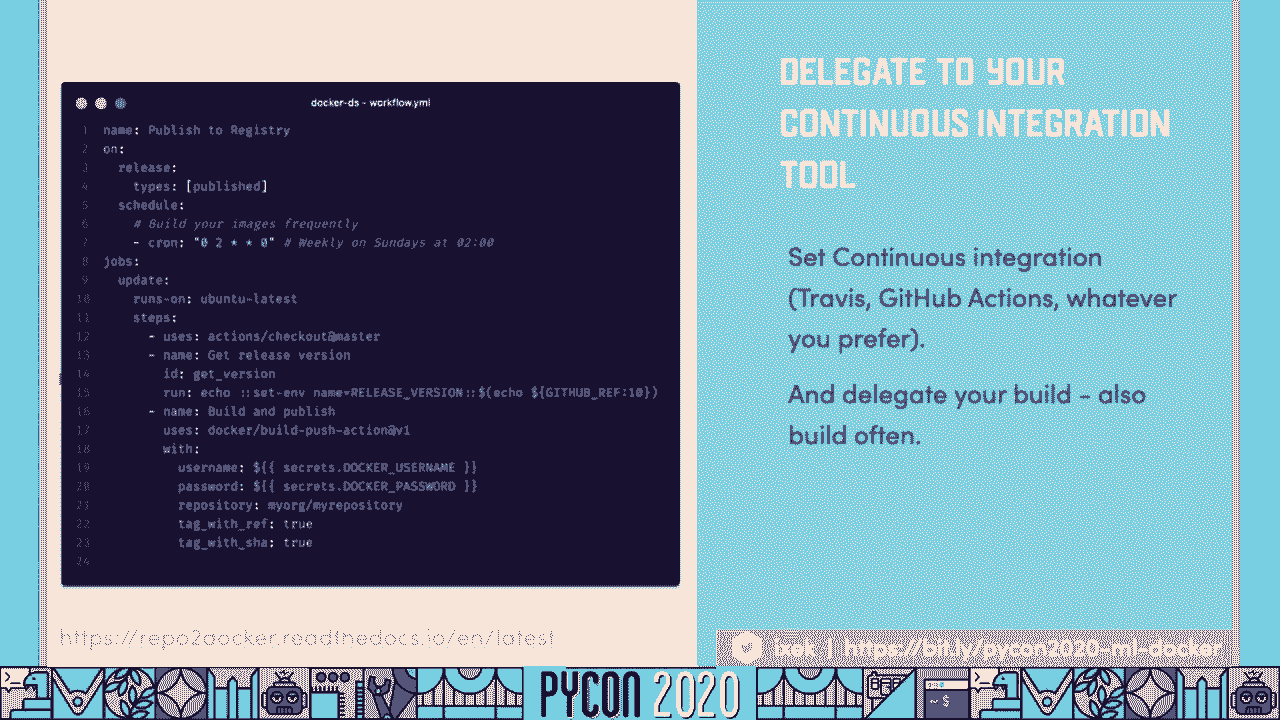 docker-ds - workflow.yml
1 name: Publish to Registry
2 on:
3 release:
4 types: [published]
5 schedule:
6 # Build your images frequently
7 - cron: "0 2 * * 0" # Weekly on Sundays at 02:00
8 jobs:
9 update:
10 runs-on: ubuntu-latest
11 steps:
12 - uses: actions/checkout@master
13 - name: Get release version
14 id: get_version
15 run: echo ::set-env name=RELEASE_VERSION::$(echo ${GITHUB_REF:10})
16 - name: Build and publish
17 uses: docker/build-push-action@v1
18 with:
19 username: ${{ secrets.DOCKER_USERNAME }}
20 password: ${{ secrets.DOCKER_PASSWORD }}
21 repository: myorg/myrepository
22 tag_with_ref: true
23 tag_with_sha: true
24
https://repo2docker.readthedocs.io/en/latest
DELEGATE TO YOUR
CONTINUOUS INTEGRATION
TOOL
Set Continuous integration
(Travis, GitHub Actions, whatever
you prefer).
And delegate your build – also
build often.
| https://bit.ly/pycon2020-ml-docker
PYCON 2020
~ $